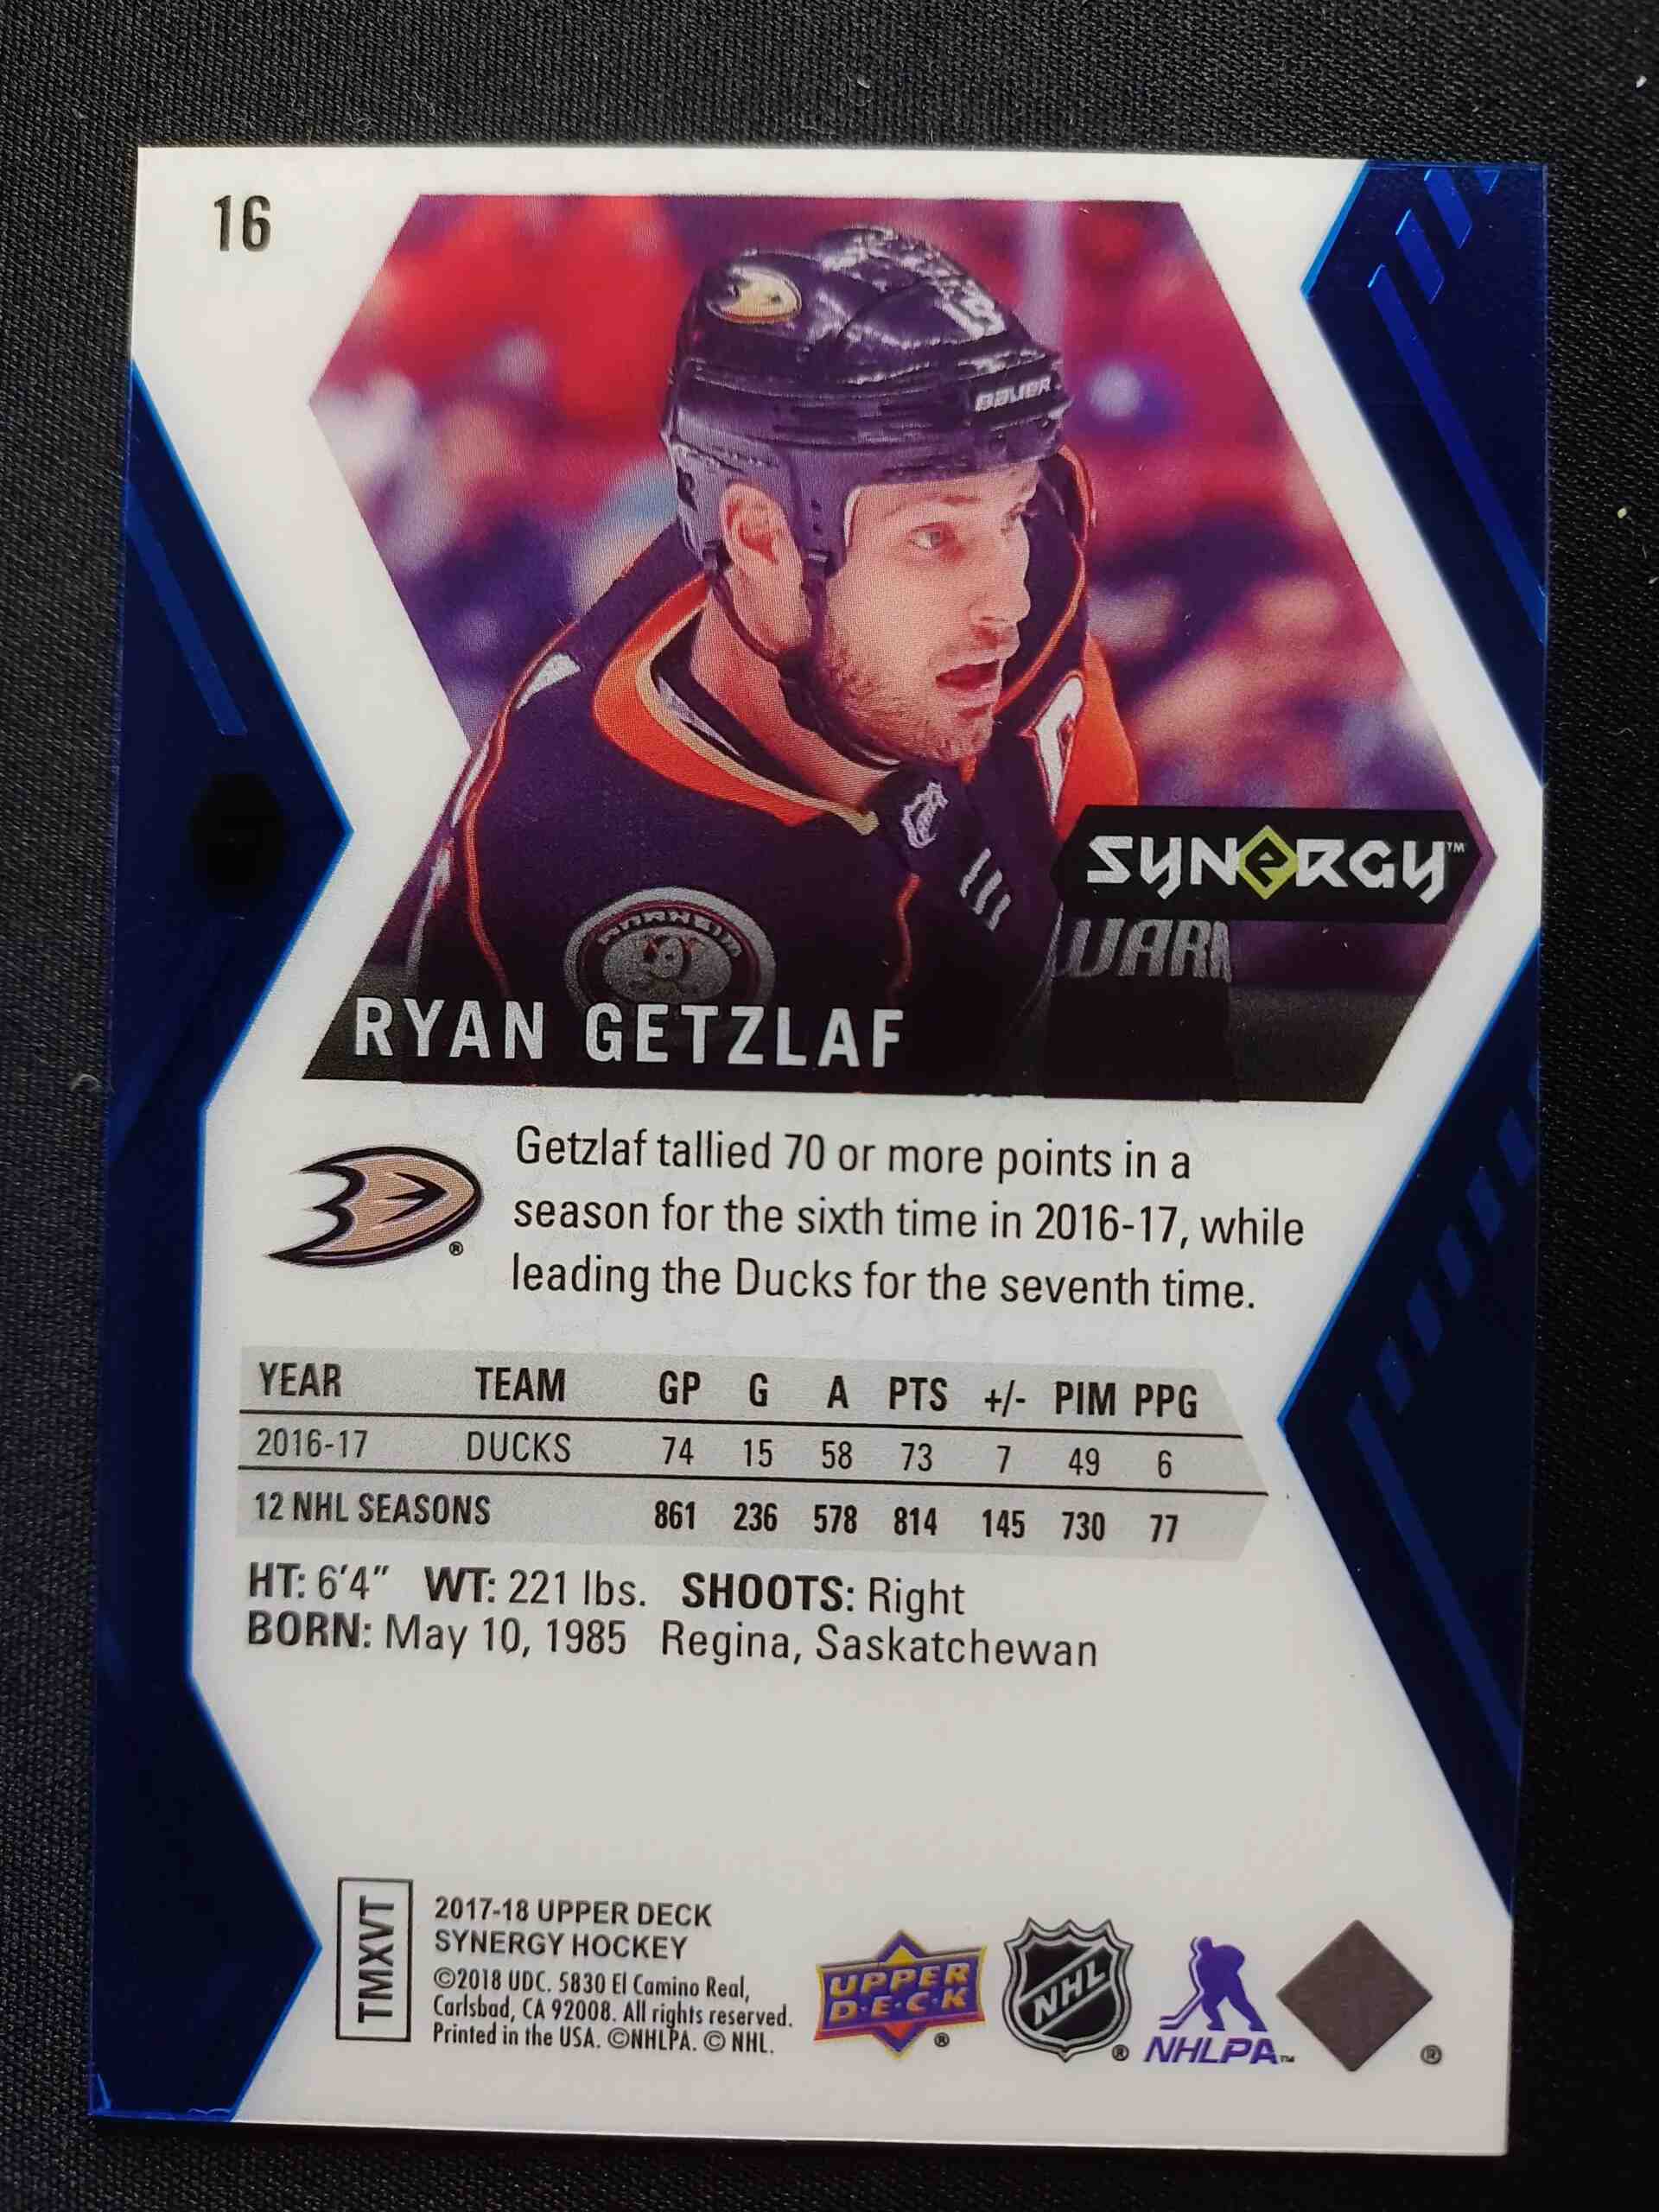 16
BAUER
SYNERGY™
WARR
ANAHEIM
RYAN GETZLAF
Getzlaf tallied 70 or more points in a
season for the sixth time in 2016-17, while
leading the Ducks for the seventh time.
®
YEAR TEAM GP G A PTS +/- PIM PPG
2016-17 DUCKS 74 15 58 73 7 49 6
12 NHL SEASONS 861 236 578 814 145 730 77
HT: 6'4" WT: 221 lbs. SHOOTS: Right
BORN: May 10, 1985 Regina, Saskatchewan
TMXVT
2017-18 UPPER DECK
SYNERGY HOCKEY
©2018 UDC. 5830 El Camino Real,
Carlsbad, CA 92008. All rights reserved.
Printed in the USA. ©NHLPA. © NHL.
UPPER
D·E·C·K
®
NHL
®
NHLPA™
®